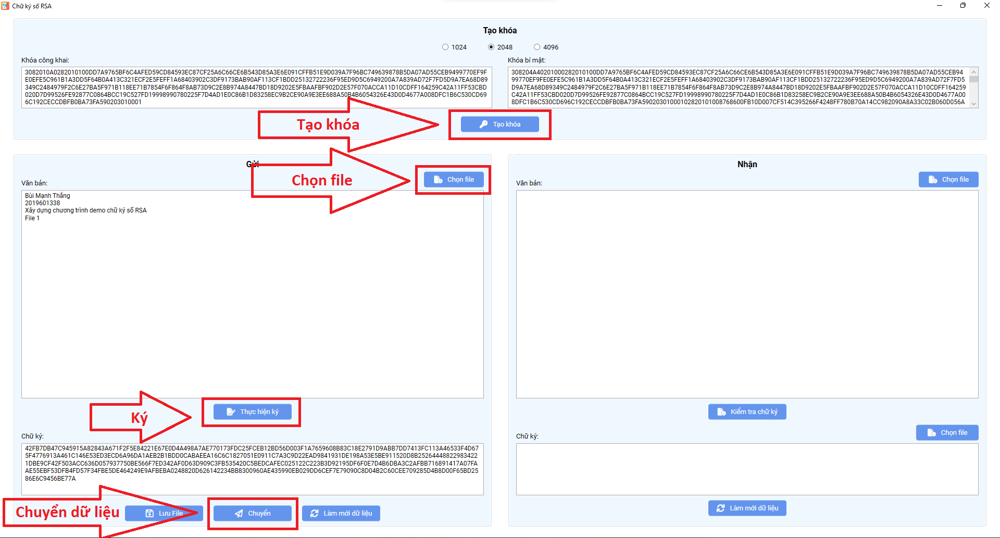 Chữ ký số RSA
Tạo khóa
1024
2048
4096
Khóa công khai:
3082010A0282010100DD7A9765BF6C4AFED59CD84593EC87CF25A6C66CE6B543D85A3E6E091CFFB51E9D039A7F96BC749639878B5DA07AD55CEB9499770EF9F
E0EFE5C961B1A3DD5F64B0A413C321ECF2E5FEFF1A68403902C3DF9173BAB90AF113CF1BDD25132722236F95ED9D5C6949200A7A839AD72F7FD5D9A7EA68D89
349C2484979F2C6E27BA5F971B118EE71B7854F6F864F8AB73D9C2E8B974A8447BD18D9202E5FBAAFBF902D2E57F070ACCA11D10CDFF164259C42A11FF53CBD
020D7D99526FE92877C0864BCC19C527FD19998990780225F7D4AD1E0C86B1D83258EC9B2CE90A9E3EE688A50B4B6054326E43D0D4677A008DFC1B6C530CD69
6C192CECCDBFB0BA73FA590203010001
Khóa bí mật:
308204A40201000282010100DD7A9765BF6C4AFED59CD84593EC87CF25A6C66CE6B543D85A3E6E091CFFB51E9D039A7F96BC749639878B5DA07AD55CEB94
99770EF9FE0EFE5C961B1A3DD5F64B0A413C321ECF2E5FEFF1A68403902C3DF9173BAB90AF113CF1BDD25132722236F95ED9D5C6949200A7A839AD72F7FD5
D9A7EA68D89349C2484979F2C6E27BA5F971B118EE71B7854F6F864F8AB73D9C2E8B974A8447BD18D9202E5FBAAFBF902D2E57F070ACCA11D10CDFF164259
C42A11FF53CBD020D7D99526FE92877C0864BCC19C527FD19998990780225F7D4AD1E0C86B1D83258EC9B2CE90A9E3EE688A50B4B6054326E43D0D4677A00
8DFC1B6C530CD696C192CECCDBFB0BA73FA59020301000102820101008768600FB10D007CF514C395266F4248FF780B70A14CC982090A8A33C02B060D056A
Tạo khóa
Tạo khóa
Gửi
Chọn file
Chọn file
Văn bản:
Bùi Mạnh Thắng
2019601338
Xây dựng chương trình demo chữ ký số RSA
File 1
Ký
Thực hiện ký
Chữ ký:
42FB7DB47C945915A82843A671F2F5E84221E67E0D4A498A7AE770173FDC25FCEB12BD56D003F1A7659608B83C18E2791D9ABB7DD7413FC113A46533F4D67
5F4776913A461C146E53ED3ECD6A96DA1AEB2B1BDD0CABAEEA16C6C1827051E0911C7A3C9D22EAD9841931DE198A53E5BE911520D8B25264448822983422
1DBE9CF42F503ACC636D057937750BE566F7ED342AF0D63D909C3FB535420C5BEDCAFEC025122C223B3D92195DF6F0E7D4B6DBA3C2AFBB716891417A07FA
AE55EBF53DFB4FD57F34FBE5DE464249E9AFBEBA0248820D626142234BB8300960AE435990EB029DD6CEF7E79090C8D04B2C60CEE709285D4B8D00F65BD25
86E6C9456BE77A
Chuyển dữ liệu
Lưu File
Chuyển
Làm mới dữ liệu
Nhận
Chọn file
Văn bản:
Kiểm tra chữ ký
Chữ ký:
Chọn file
Làm mới dữ liệu